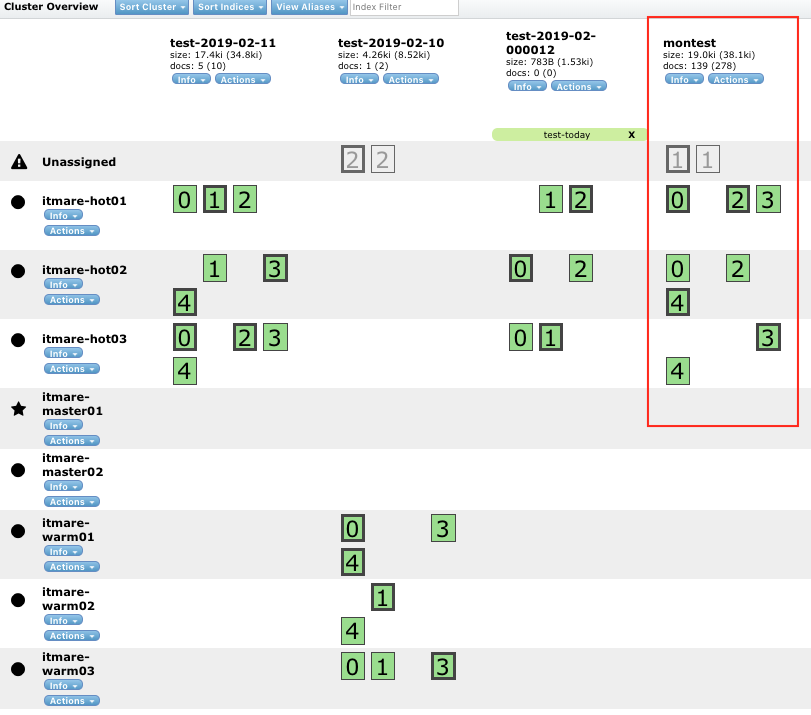 Cluster Overview Sort Cluster Sort Indices View Aliases Index Filter
test-2019-02-11
size: 17.4ki (34.8ki)
docs: 5 (10)
Info Actions
test-2019-02-10
size: 4.26ki (8.52ki)
docs: 1 (2)
Info Actions
test-2019-02-
000012
size: 783B (1.53ki)
docs: 0 (0)
Info Actions
montest
size: 19.0ki (38.1ki)
docs: 139 (278)
Info Actions
test-today X
Unassigned 2 2 1 1
itmare-hot01 0 1 2 1 2 0 2 3
Info
Actions
itmare-hot02 1 3 0 2 0 2
Info
Actions 4 4
itmare-hot03 0 2 3 0 1 3
Info
Actions 4 4
itmare-
master01
Info
Actions
itmare-
master02
Info
Actions
itmare-
warm01 0 3
Info
Actions 4
itmare-
warm02 1
Info
Actions 4
itmare-
warm03 0 1 3
Info
Actions